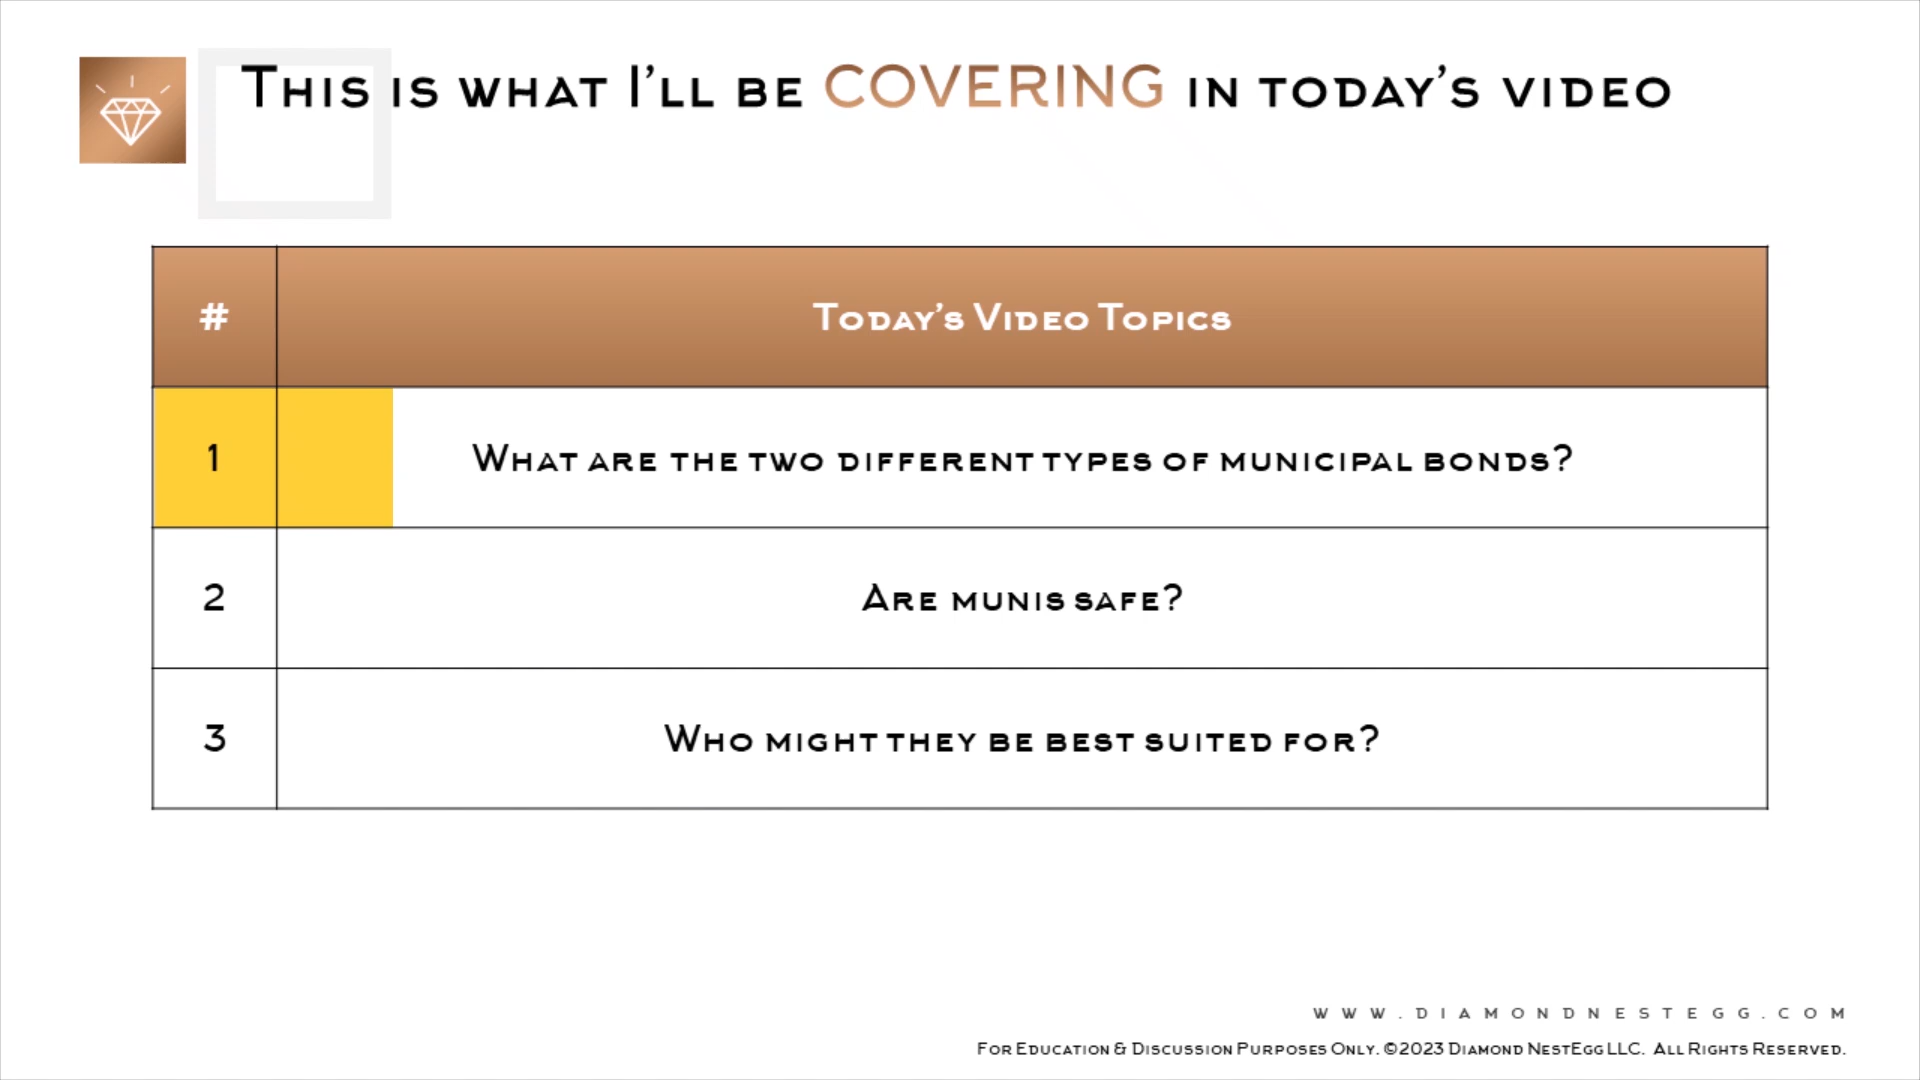 This is what I'll be COVERING in today's video
# Today's Video Topics
1 What are the two different types of municipal bonds?
2 Are munis safe?
3 Who might they be best suited for?
www.diamondnestegg.com
For Education & Discussion Purposes Only. ©2023 Diamond NestEgg LLC. All Rights Reserved.